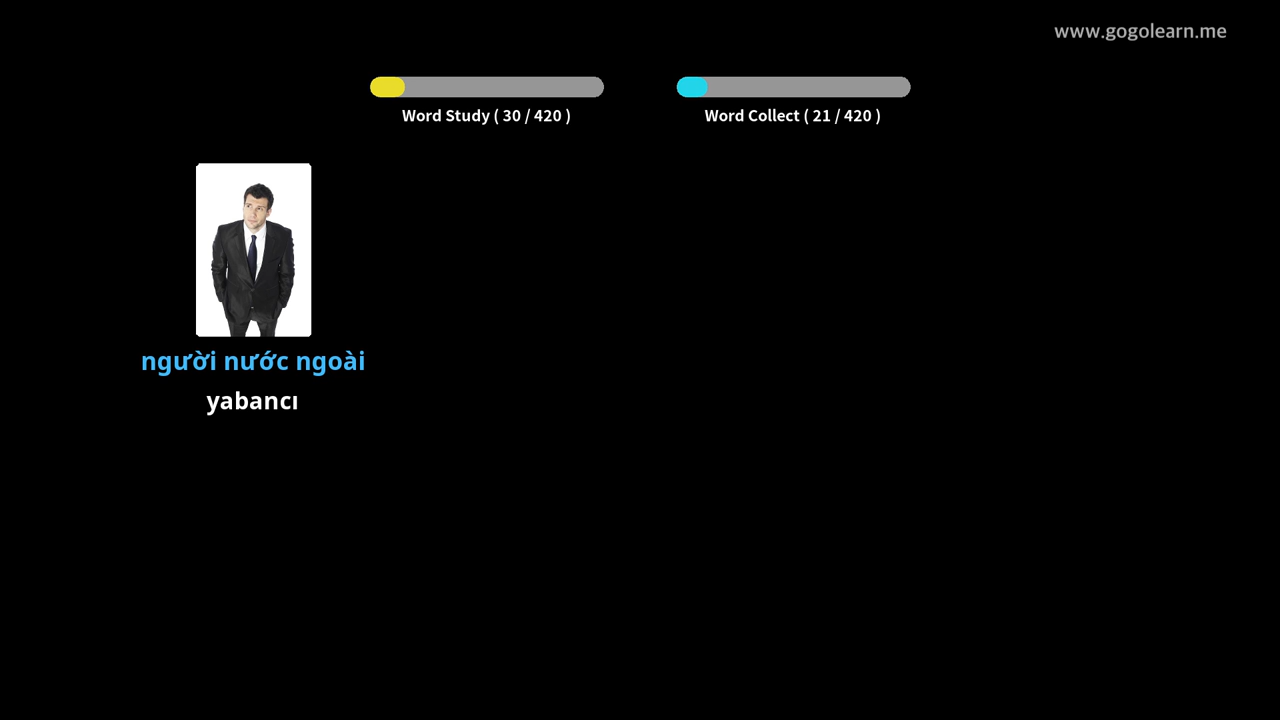 www.gogolearn.me
Word Study ( 30 / 420 )
Word Collect ( 21 / 420 )
người nước ngoài
yabancı